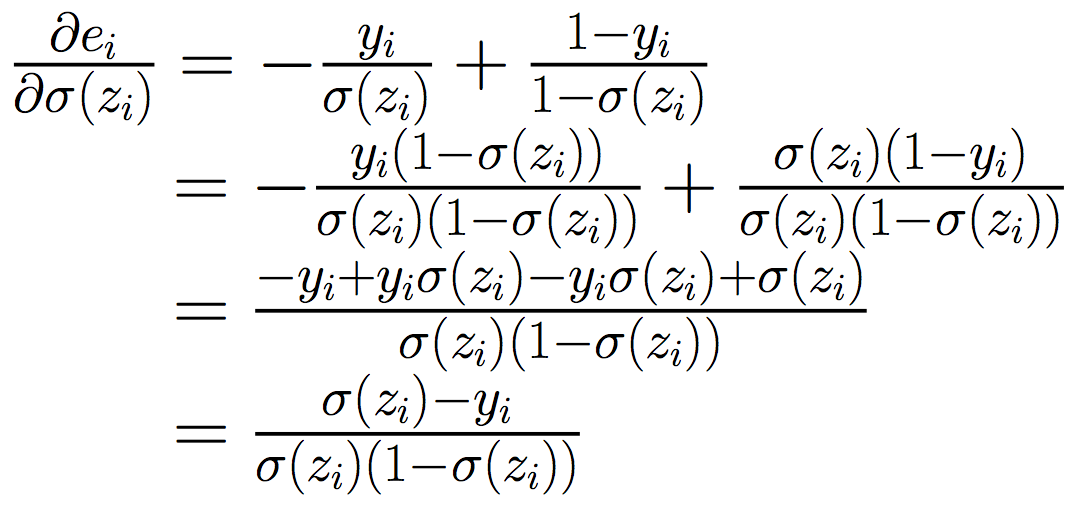 ∂e_i/∂σ(z_i) = −y_i/σ(z_i) + (1−y_i)/(1−σ(z_i))
= −y_i(1−σ(z_i))/(σ(z_i)(1−σ(z_i))) + σ(z_i)(1−y_i)/(σ(z_i)(1−σ(z_i)))
= (−y_i+y_iσ(z_i)−y_iσ(z_i)+σ(z_i))/(σ(z_i)(1−σ(z_i)))
= (σ(z_i)−y_i)/(σ(z_i)(1−σ(z_i)))